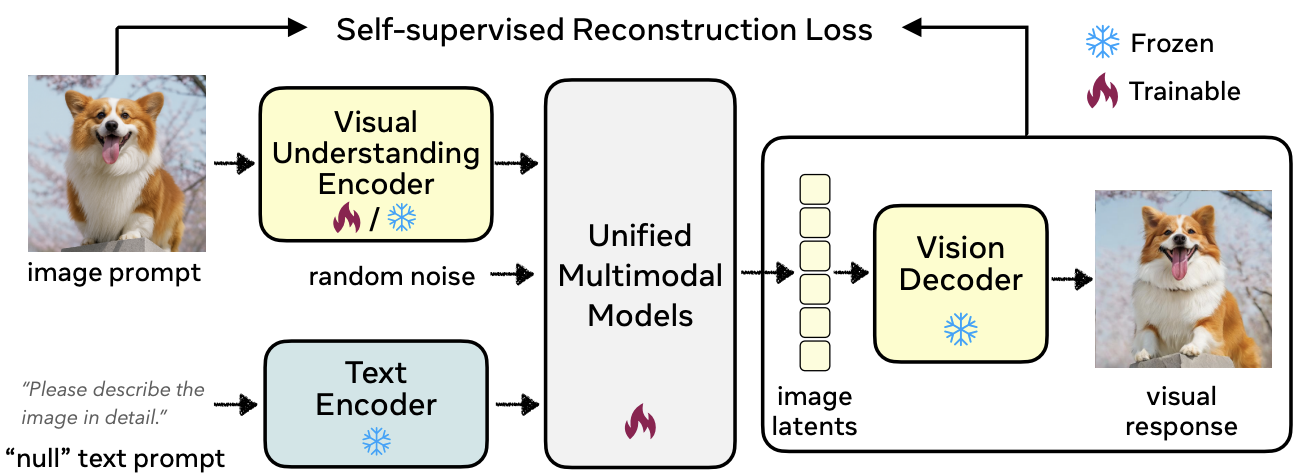 Self-supervised Reconstruction Loss
Frozen
Trainable
Visual
Understanding
Encoder
/
image prompt
random noise
Unified
Multimodal
Models
“Please describe the
image in detail.”
“null” text prompt
Text
Encoder
image
latents
Vision
Decoder
visual
response